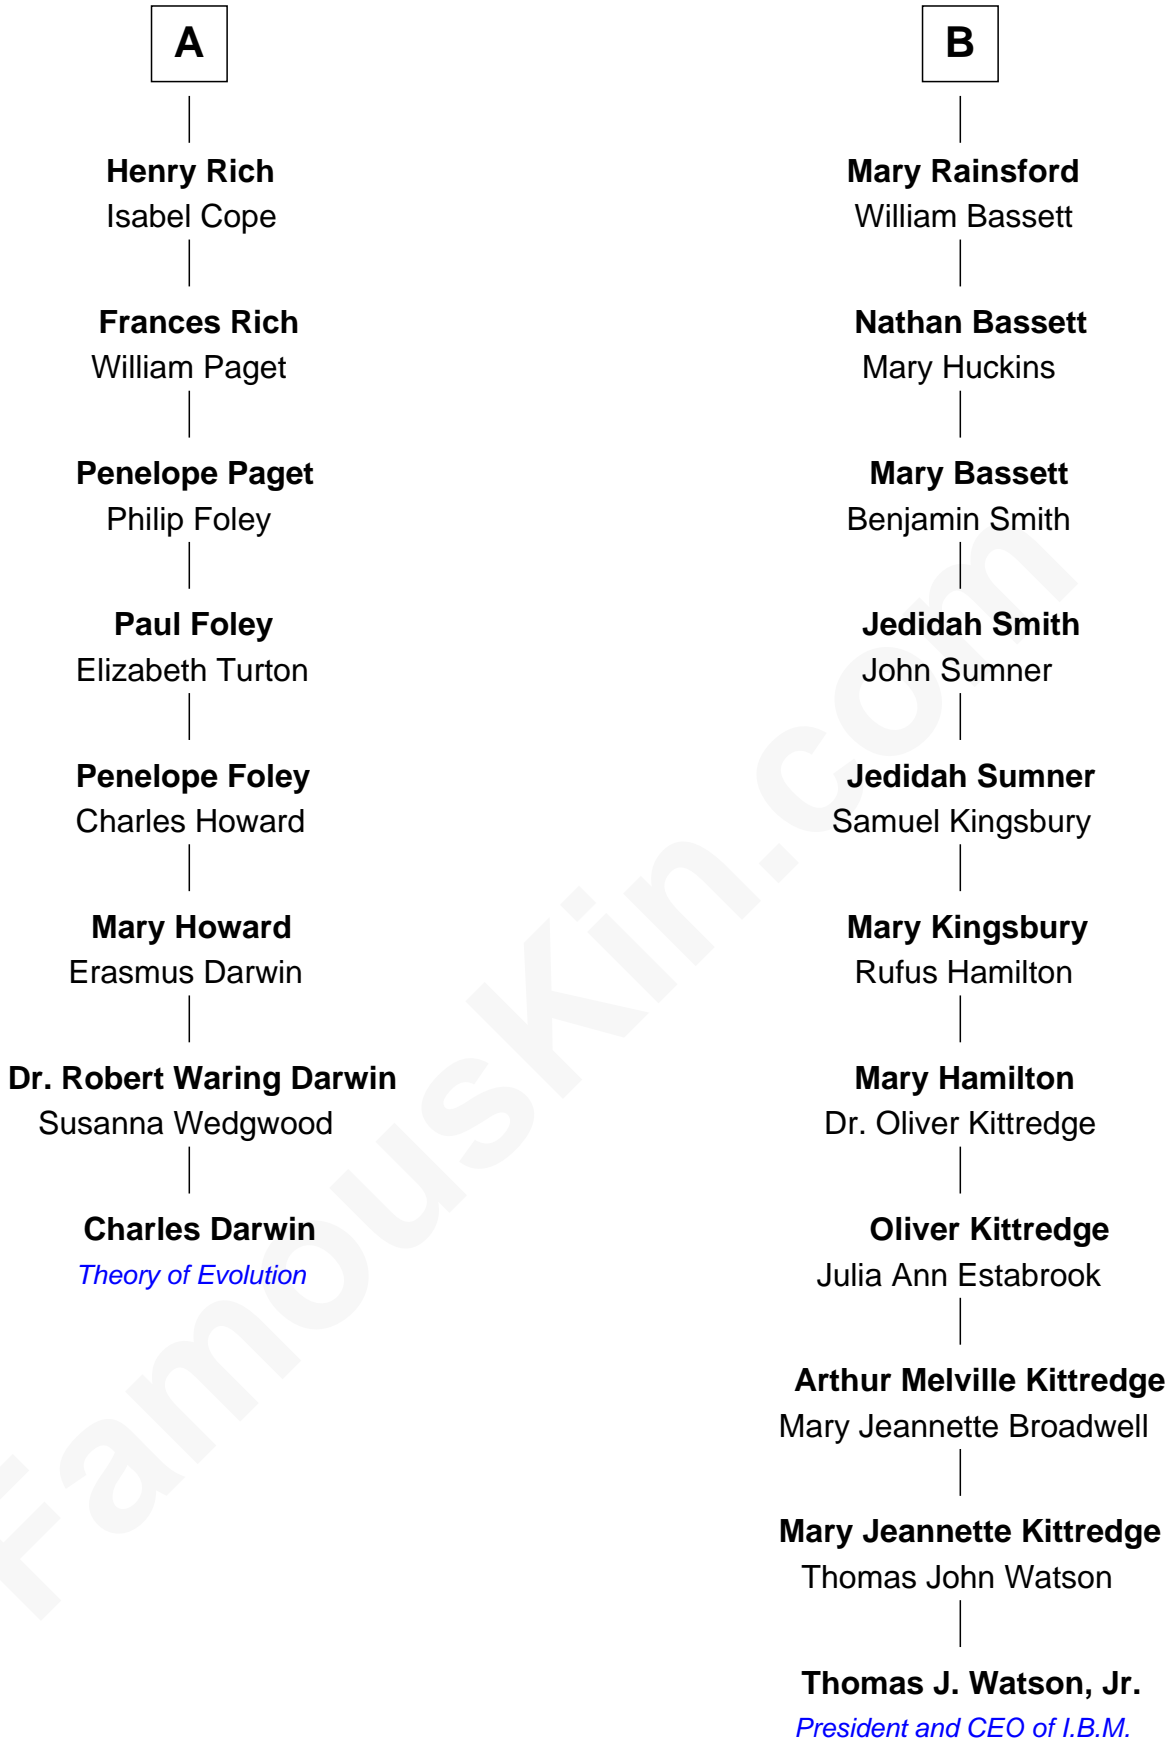 A
Henry Rich
Isabel Cope
Frances Rich
William Paget
Penelope Paget
Philip Foley
Paul Foley
Elizabeth Turton
Penelope Foley
Charles Howard
Mary Howard
Erasmus Darwin
Dr. Robert Waring Darwin
Susanna Wedgwood
Charles Darwin
Theory of Evolution
B
Mary Rainsford
William Bassett
Nathan Bassett
Mary Huckins
Mary Bassett
Benjamin Smith
Jedidah Smith
John Sumner
Jedidah Sumner
Samuel Kingsbury
Mary Kingsbury
Rufus Hamilton
Mary Hamilton
Dr. Oliver Kittredge
Oliver Kittredge
Julia Ann Estabrook
Arthur Melville Kittredge
Mary Jeannette Broadwell
Mary Jeannette Kittredge
Thomas John Watson
Thomas J. Watson, Jr.
President and CEO of I.B.M.
FamousKin.com